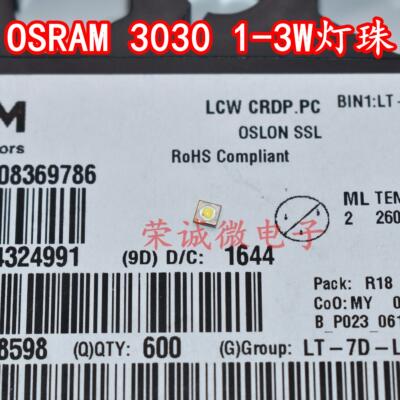 OSRAM 3030 1-3W灯珠
M
LCW CRDP.PC
BIN1:LT-
ors
OSLON SSL
RoHS Compliant
08369786
ML TEN
2 260
荣诚微电子
4324991
(9D) D/C: 1644
Pack: R18
CoO: MY
B_P023_061
8598
(Q)QTY: 600
(G)Group: LT-7D-L